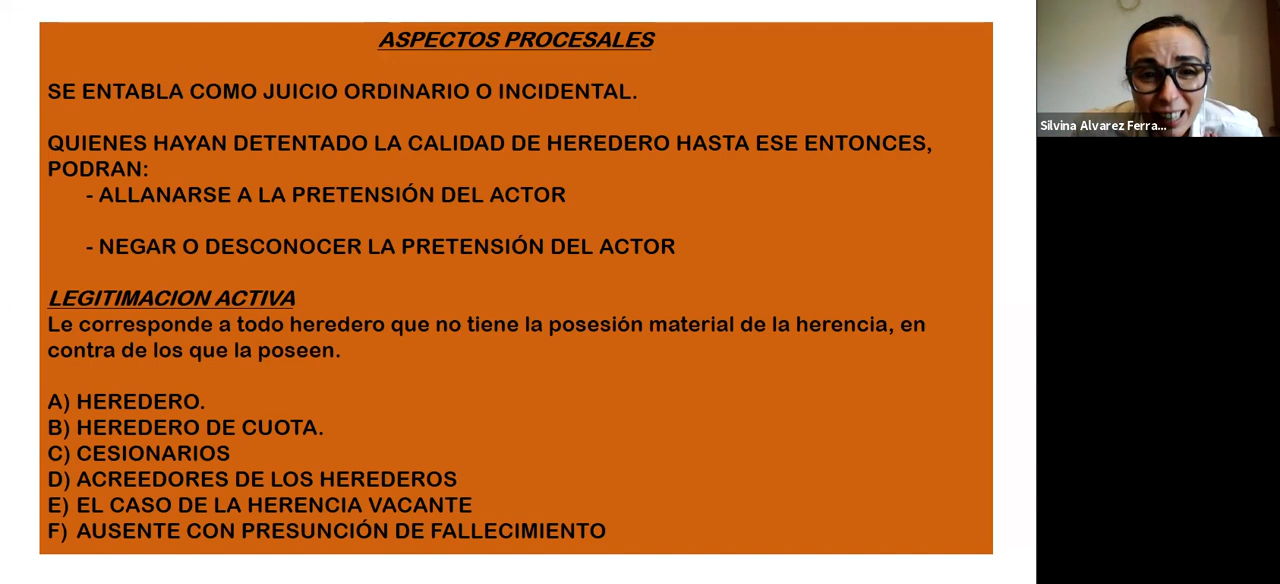 ASPECTOS PROCESALES
SE ENTABLA COMO JUICIO ORDINARIO O INCIDENTAL.
QUIENES HAYAN DETENTADO LA CALIDAD DE HEREDERO HASTA ESE ENTONCES,
PODRAN:
- ALLANARSE A LA PRETENSIÓN DEL ACTOR
- NEGAR O DESCONOCER LA PRETENSIÓN DEL ACTOR
LEGITIMACION ACTIVA
Le corresponde a todo heredero que no tiene la posesión material de la herencia, en
contra de los que la poseen.
A) HEREDERO.
B) HEREDERO DE CUOTA.
C) CESIONARIOS
D) ACREEDORES DE LOS HEREDEROS
E) EL CASO DE LA HERENCIA VACANTE
F) AUSENTE CON PRESUNCIÓN DE FALLECIMIENTO
Silvina Alvarez Ferra...